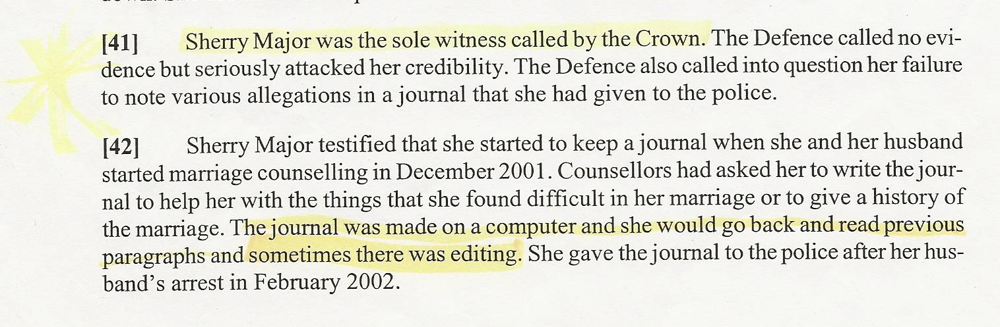 [41] Sherry Major was the sole witness called by the Crown. The Defence called no evi-
dence but seriously attacked her credibility. The Defence also called into question her failure
to note various allegations in a journal that she had given to the police.
[42] Sherry Major testified that she started to keep a journal when she and her husband
started marriage counselling in December 2001. Counsellors had asked her to write the jour-
nal to help her with the things that she found difficult in her marriage or to give a history of
the marriage. The journal was made on a computer and she would go back and read previous
paragraphs and sometimes there was editing. She gave the journal to the police after her hus-
band's arrest in February 2002.